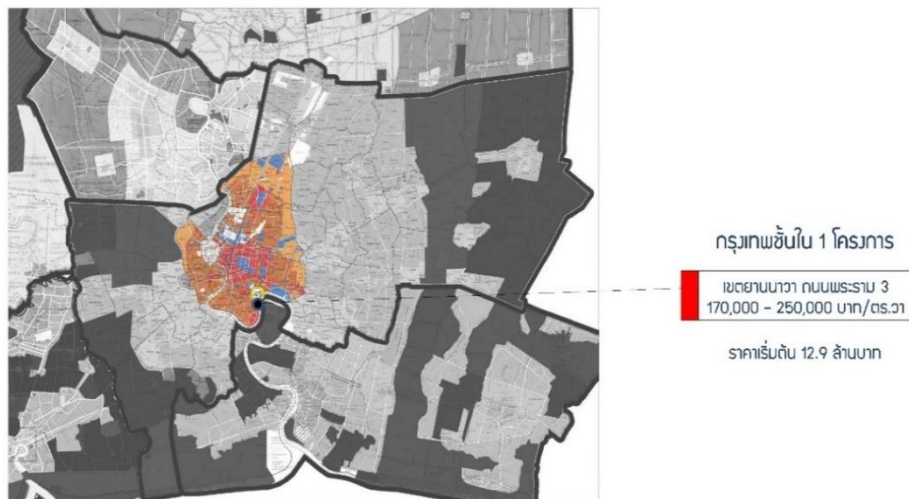 กรุงเทพชั้นใน 1 โครงการ
เขตยานนาวา ถนนพระราม 3
170,000 - 250,000 บาท/ตร.วา
ราคาเริ่มต้น 12.9 ล้านบาท